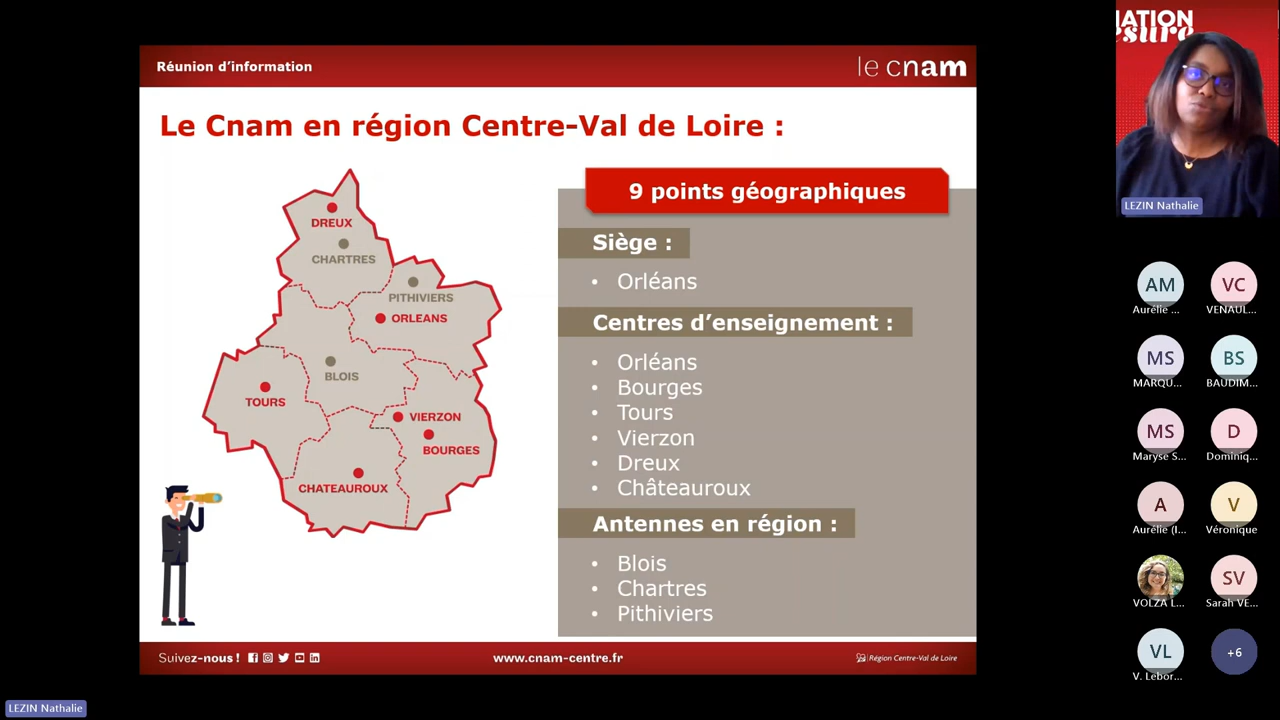 Réunion d’information
le cnam
Le Cnam en région Centre-Val de Loire :
DREUX
CHARTRES
PITHIVIERS
ORLEANS
BLOIS
TOURS
VIERZON
BOURGES
CHATEAUROUX
9 points géographiques
Siège :
• Orléans
Centres d’enseignement :
• Orléans
• Bourges
• Tours
• Vierzon
• Dreux
• Châteauroux
Antennes en région :
• Blois
• Chartres
• Pithiviers
Suivez-nous !
www.cnam-centre.fr
Région Centre-Val de Loire
LEZIN Nathalie
LEZIN Nathalie
AM
Aurélie ...
VC
VENAUL...
MS
MARQU...
BS
BAUDIM...
MS
Maryse S...
D
Dominiq...
A
Aurélie (I...
V
Véronique
VOLZA L...
SV
Sarah VE...
VL
V. Lebor...
+6